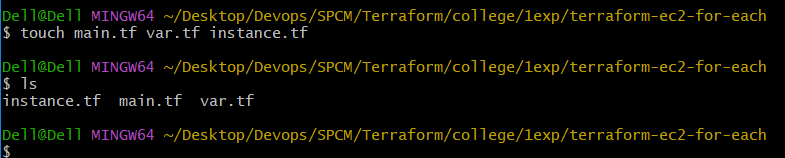 Dell@Dell MINGW64 ~/Desktop/Devops/SPCM/Terraform/college/1exp/terraform-ec2-for-each
$ touch main.tf var.tf instance.tf
Dell@Dell MINGW64 ~/Desktop/Devops/SPCM/Terraform/college/1exp/terraform-ec2-for-each
$ ls
instance.tf  main.tf  var.tf
Dell@Dell MINGW64 ~/Desktop/Devops/SPCM/Terraform/college/1exp/terraform-ec2-for-each
$